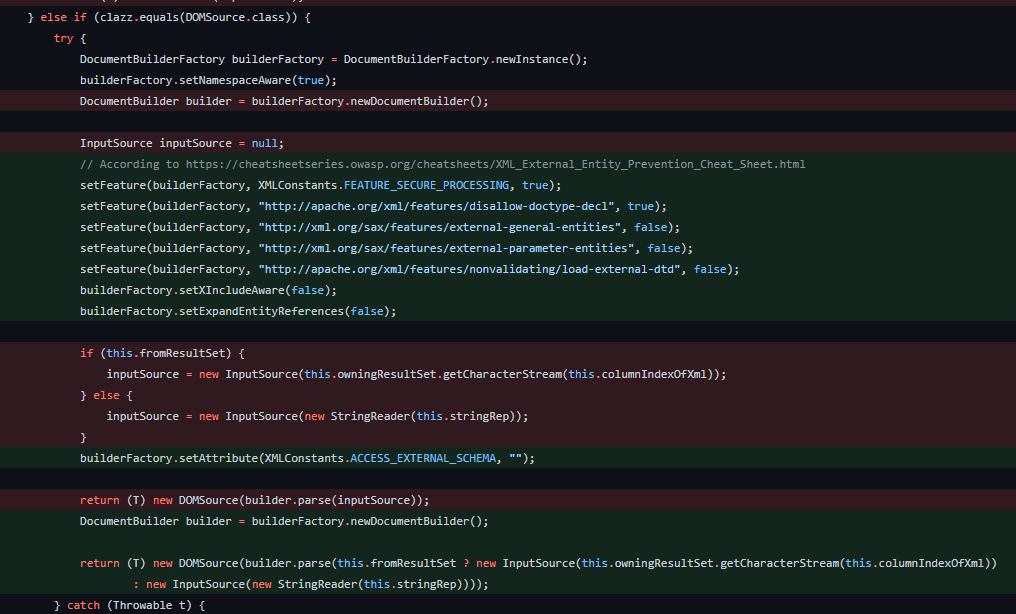 } else if (clazz.equals(DOMSource.class)) {
try {
DocumentBuilderFactory builderFactory = DocumentBuilderFactory.newInstance();
builderFactory.setNamespaceAware(true);
DocumentBuilder builder = builderFactory.newDocumentBuilder();
InputSource inputSource = null;
// According to https://cheatsheetseries.owasp.org/cheatsheets/XML_External_Entity_Prevention_Cheat_Sheet.html
setFeature(builderFactory, XMLConstants.FEATURE_SECURE_PROCESSING, true);
setFeature(builderFactory, "http://apache.org/xml/features/disallow-doctype-decl", true);
setFeature(builderFactory, "http://xml.org/sax/features/external-general-entities", false);
setFeature(builderFactory, "http://xml.org/sax/features/external-parameter-entities", false);
setFeature(builderFactory, "http://apache.org/xml/features/nonvalidating/load-external-dtd", false);
builderFactory.setXIncludeAware(false);
builderFactory.setExpandEntityReferences(false);
if (this.fromResultSet) {
inputSource = new InputSource(this.owningResultSet.getCharacterStream(this.columnIndexOfXml));
} else {
inputSource = new InputSource(new StringReader(this.stringRep));
}
builderFactory.setAttribute(XMLConstants.ACCESS_EXTERNAL_SCHEMA, "");
return (T) new DOMSource(builder.parse(inputSource));
DocumentBuilder builder = builderFactory.newDocumentBuilder();
return (T) new DOMSource(builder.parse(this.fromResultSet ? new InputSource(this.owningResultSet.getCharacterStream(this.columnIndexOfXml))
: new InputSource(new StringReader(this.stringRep))));
} catch (Throwable t) {